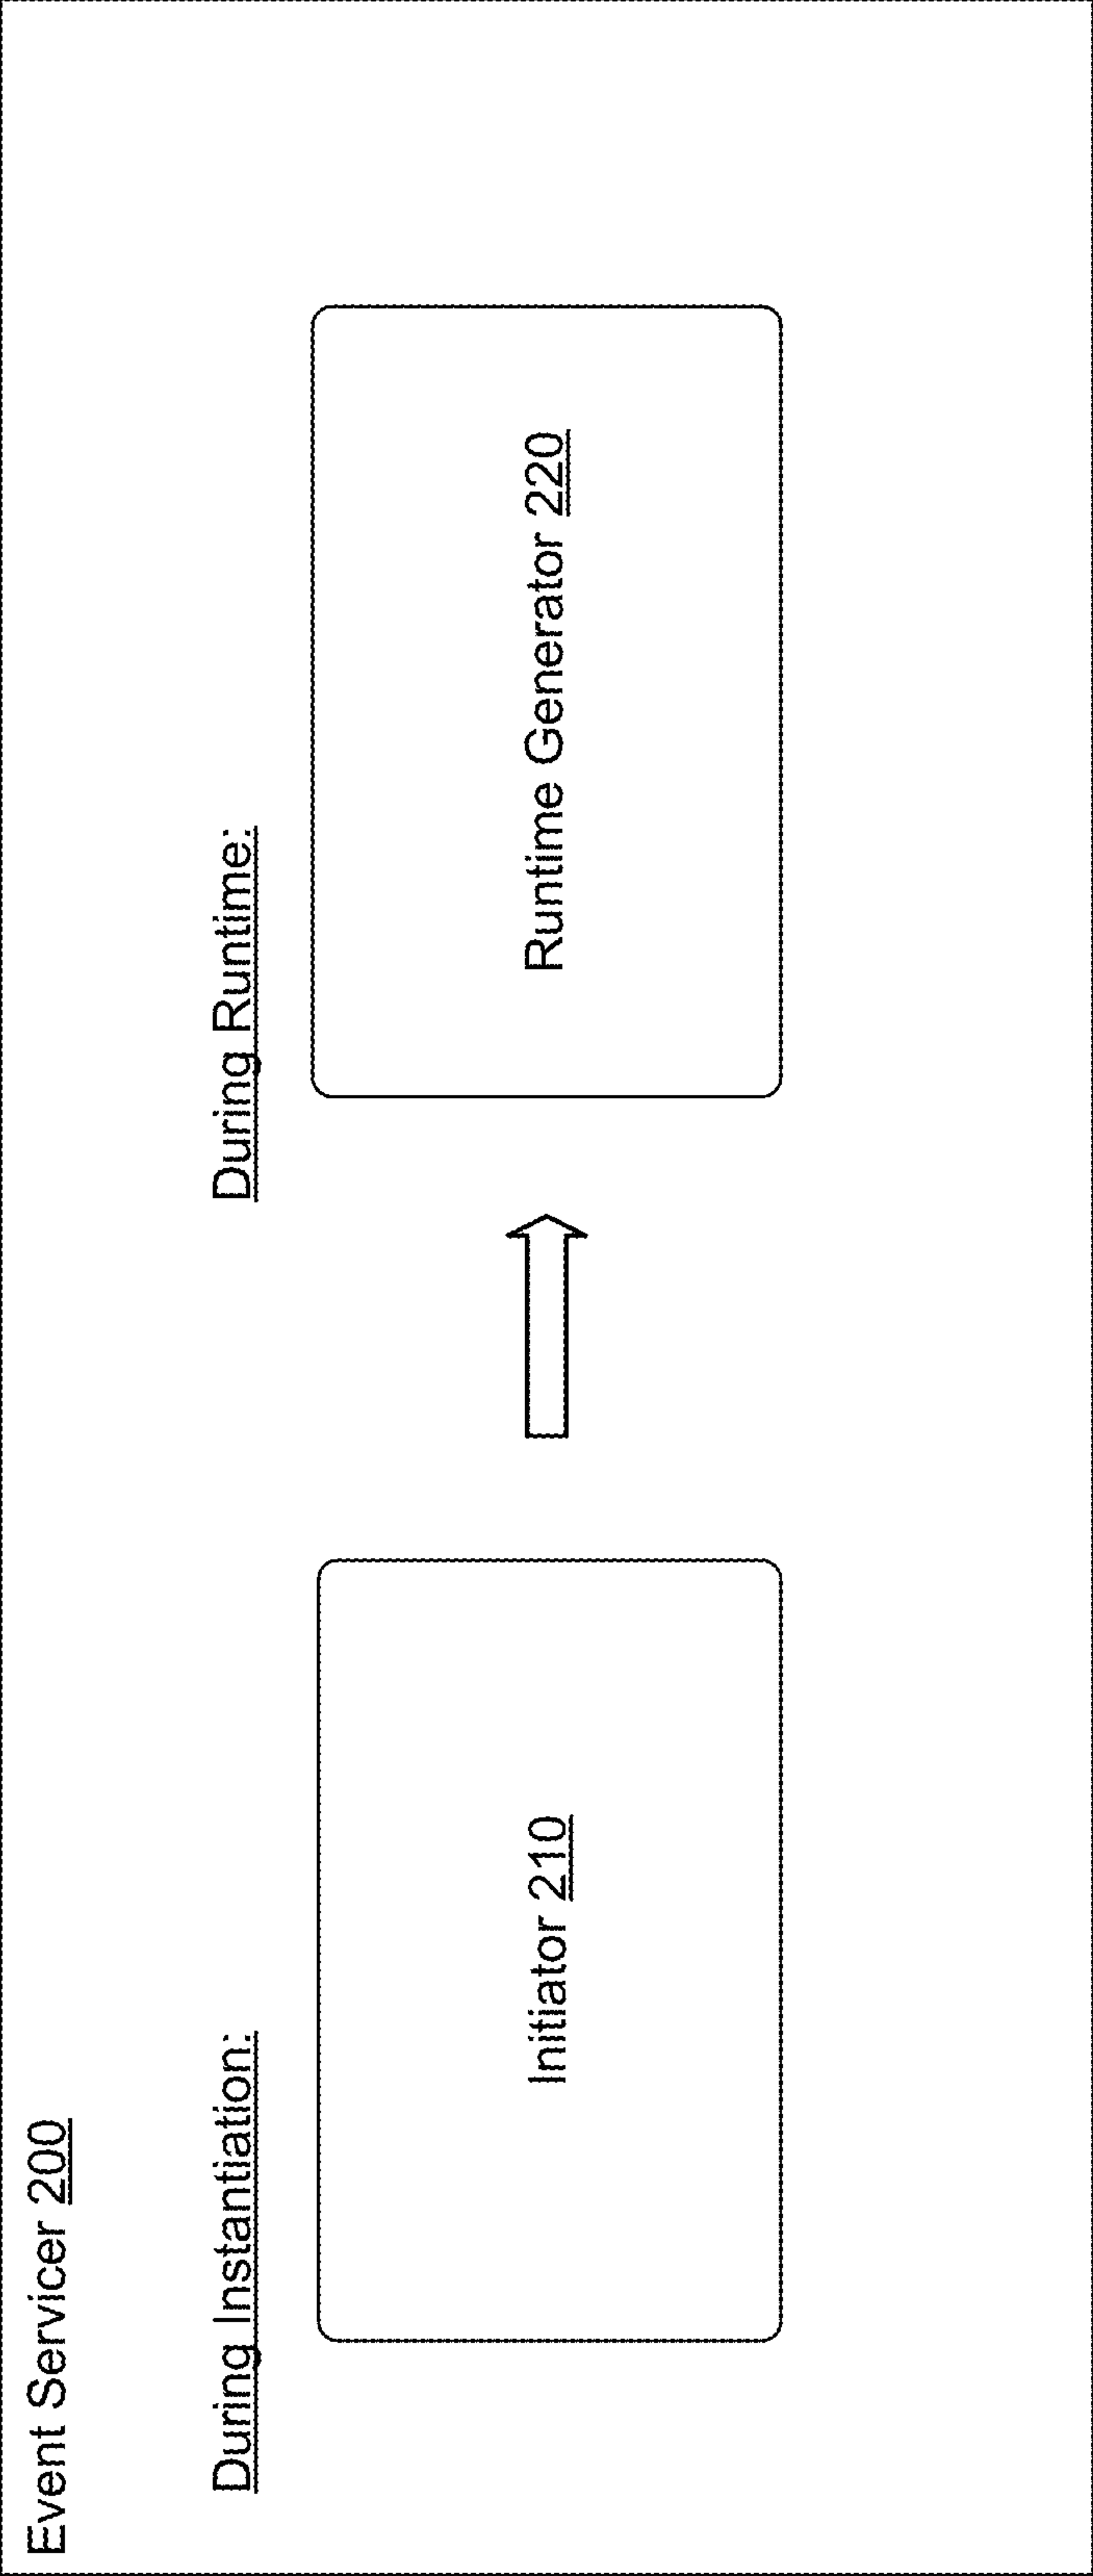 Event Servicer 200
During Instantiation:
During Runtime:
Initiator 210
Runtime Generator 220